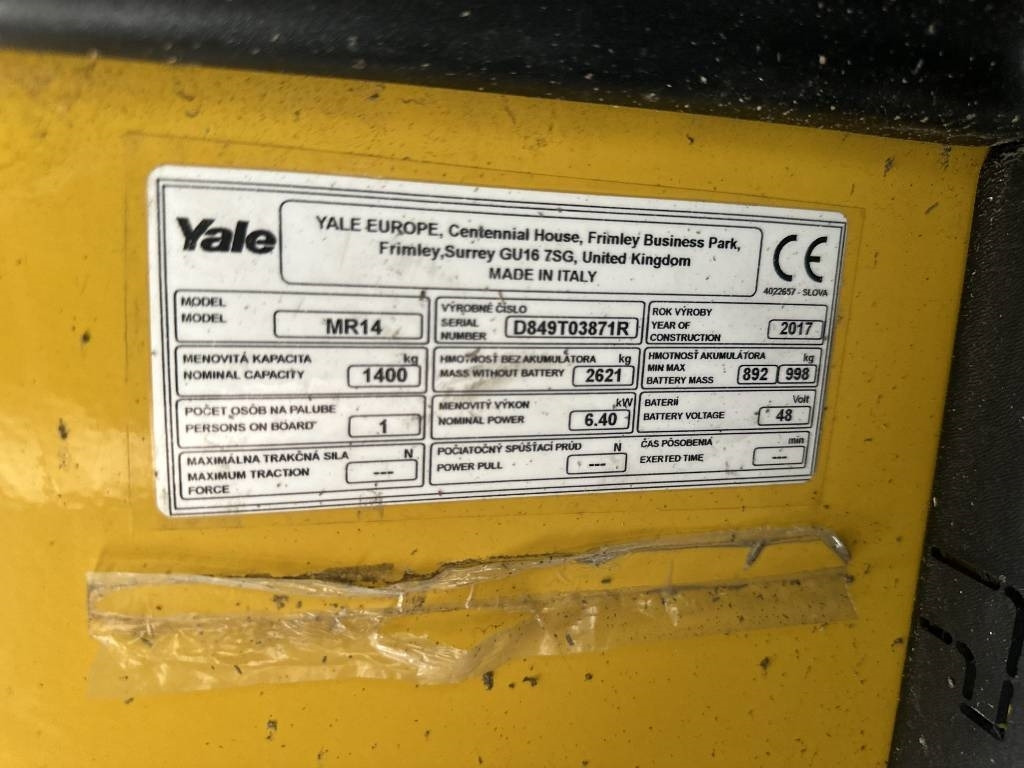 Yale
YALE EUROPE, Centennial House, Frimley Business Park,
Frimley,Surrey GU16 7SG, United Kingdom
MADE IN ITALY
CE
4022657 - SLOVA
MODEL
MODEL
MR14
VÝROBNÉ ČÍSLO
SERIAL
NUMBER
D849T03871R
ROK VÝROBY
YEAR OF
CONSTRUCTION
2017
MENOVITÁ KAPACITA kg
NOMINAL CAPACITY 1400
HMOTNOSŤ BEZ AKUMULÁTORA kg
MASS WITHOUT BATTERY 2621
HMOTNOSŤ AKUMULÁTORA kg
MIN MAX
BATTERY MASS 892 998
POČET OSÔB NA PALUBE
PERSONS ON BOARD 1
MENOVITÝ VÝKON kW
NOMINAL POWER 6.40
BATERIÍ Volt
BATTERY VOLTAGE 48
MAXIMÁLNA TRAKČNÁ SILA N
MAXIMUM TRACTION
FORCE
---
POČIATOČNÝ SPÚŠŤACÍ PRÚD N
POWER PULL ---
ČAS PÔSOBENIA min
EXERTED TIME ---